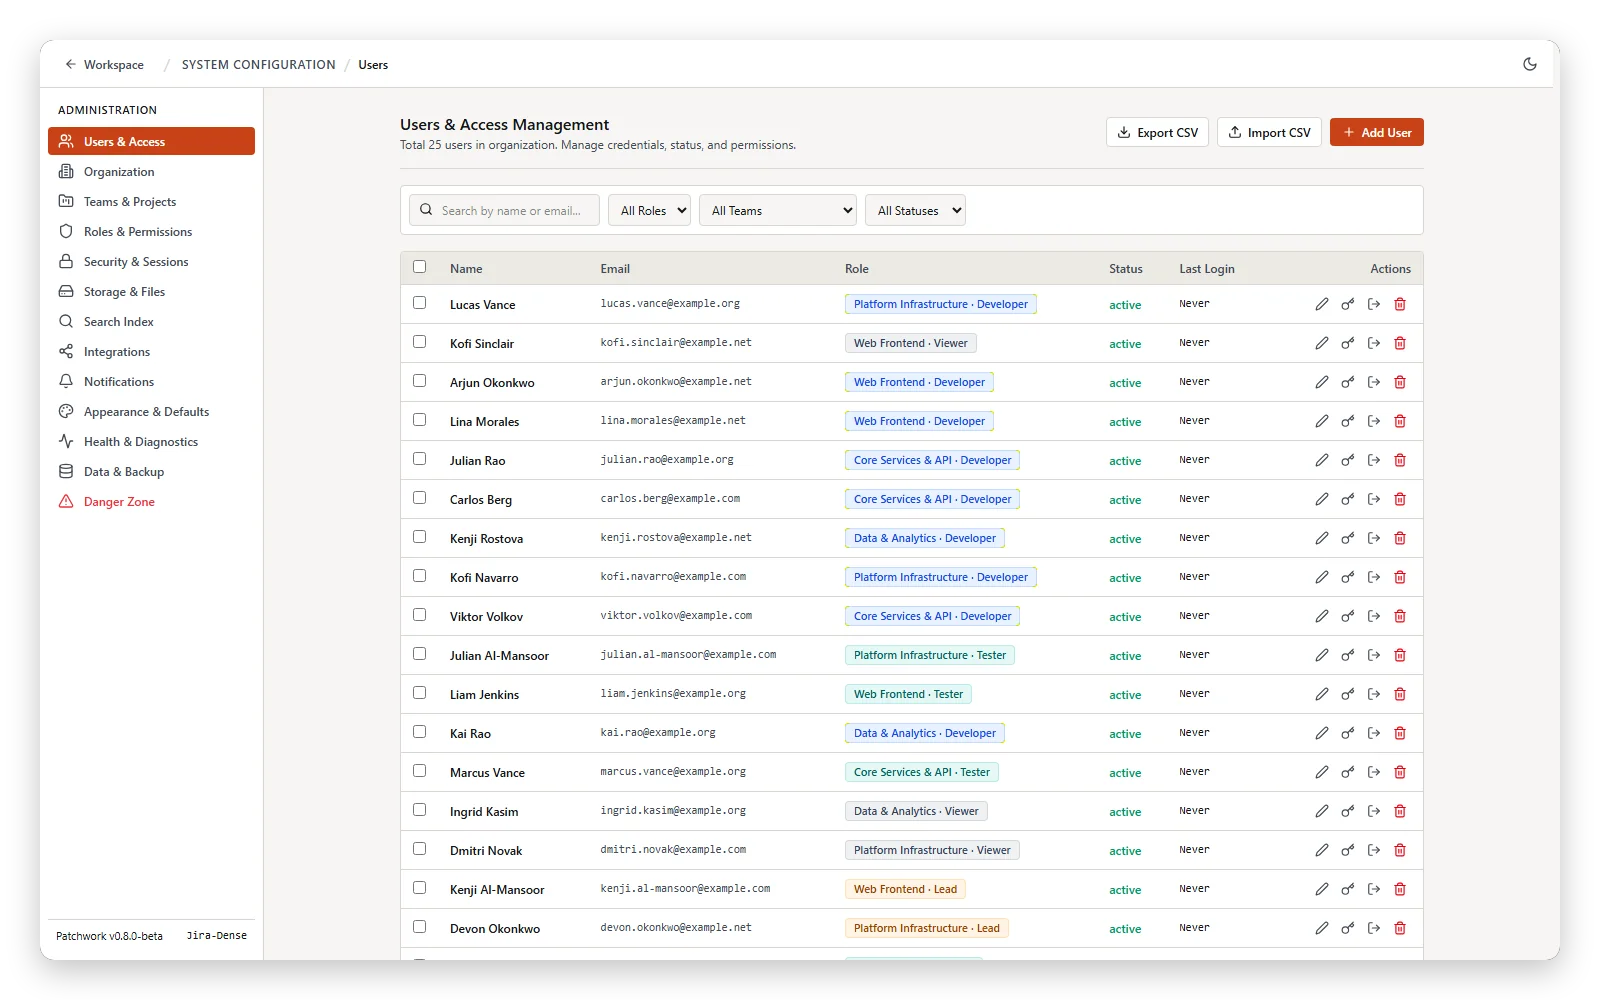 Workspace / SYSTEM CONFIGURATION / Users
ADMINISTRATION
Users & Access
Organization
Teams & Projects
Roles & Permissions
Security & Sessions
Storage & Files
Search Index
Integrations
Notifications
Appearance & Defaults
Health & Diagnostics
Data & Backup
Danger Zone
Patchwork v0.8.0-beta Jira-Dense
Users & Access Management
Total 25 users in organization. Manage credentials, status, and permissions.
Export CSV Import CSV Add User
Search by name or email... All Roles All Teams All Statuses
Name Email Role Status Last Login Actions
Lucas Vance lucas.vance@example.org Platform Infrastructure · Developer active Never
Kofi Sinclair kofi.sinclair@example.net Web Frontend · Viewer active Never
Arjun Okonkwo arjun.okonkwo@example.net Web Frontend · Developer active Never
Lina Morales lina.morales@example.net Web Frontend · Developer active Never
Julian Rao julian.rao@example.org Core Services & API · Developer active Never
Carlos Berg carlos.berg@example.com Core Services & API · Developer active Never
Kenji Rostova kenji.rostova@example.net Data & Analytics · Developer active Never
Kofi Navarro kofi.navarro@example.com Platform Infrastructure · Developer active Never
Viktor Volkov viktor.volkov@example.com Core Services & API · Developer active Never
Julian Al-Mansoor julian.al-mansoor@example.com Platform Infrastructure · Tester active Never
Liam Jenkins liam.jenkins@example.org Web Frontend · Tester active Never
Kai Rao kai.rao@example.org Data & Analytics · Developer active Never
Marcus Vance marcus.vance@example.org Core Services & API · Tester active Never
Ingrid Kasim ingrid.kasim@example.org Data & Analytics · Viewer active Never
Dmitri Novak dmitri.novak@example.com Platform Infrastructure · Viewer active Never
Kenji Al-Mansoor kenji.al-mansoor@example.com Web Frontend · Lead active Never
Devon Okonkwo devon.okonkwo@example.net Platform Infrastructure · Lead active Never